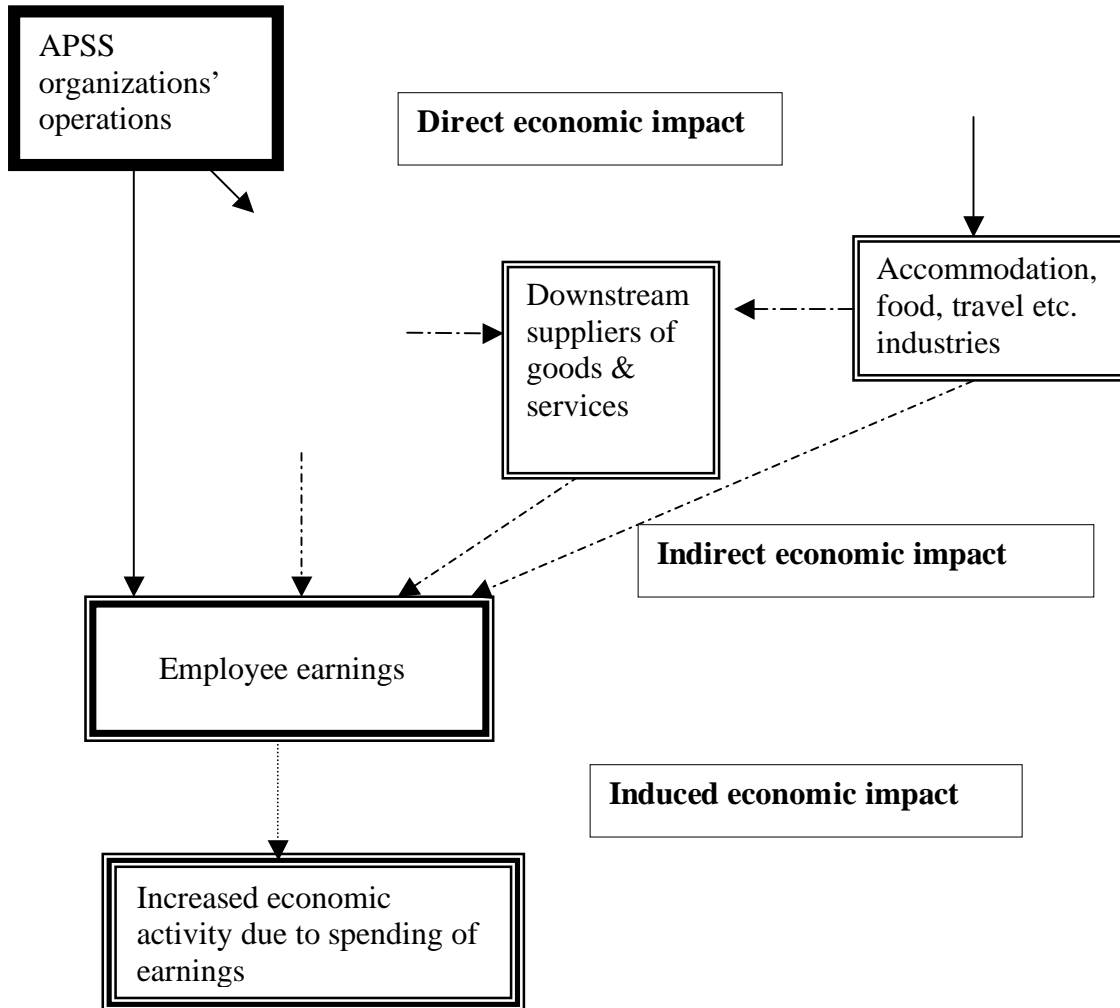 APSS
organizations’
operations
Direct economic impact
Accommodation,
food, travel etc.
industries
Downstream
suppliers of
goods &
services
Indirect economic impact
Employee earnings
Induced economic impact
Increased economic
activity due to spending of
earnings